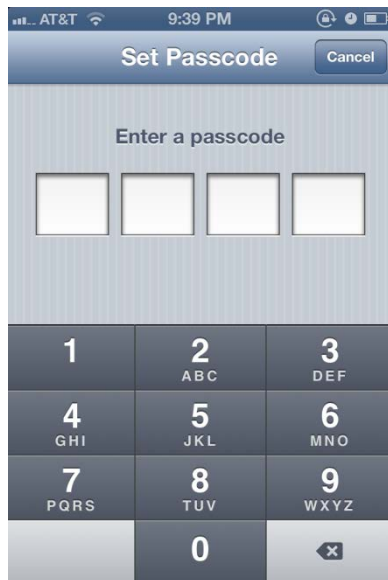 AT&T 9:39 PM
Set Passcode Cancel
Enter a passcode
1 2 3
ABC DEF
4 5 6
GHI JKL MNO
7 8 9
PQRS TUV WXYZ
0